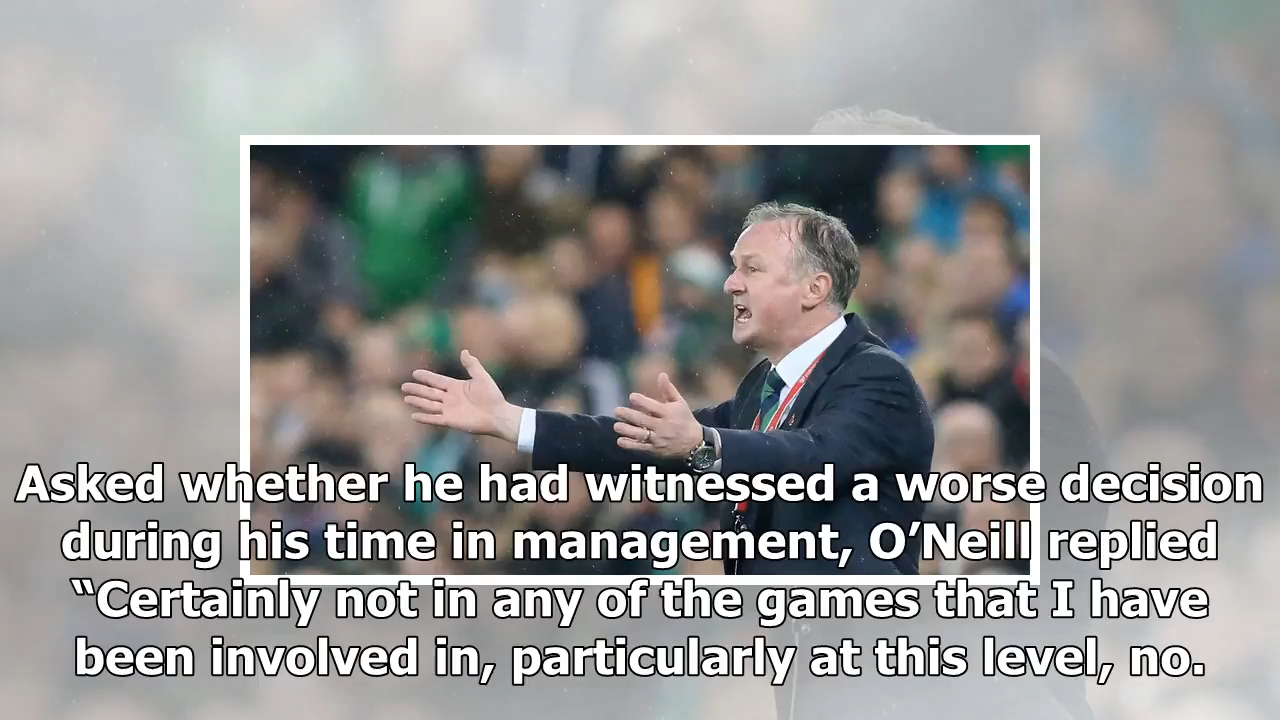 Asked whether he had witnessed a worse decision
during his time in management, O’Neill replied
“Certainly not in any of the games that I have
been involved in, particularly at this level, no.